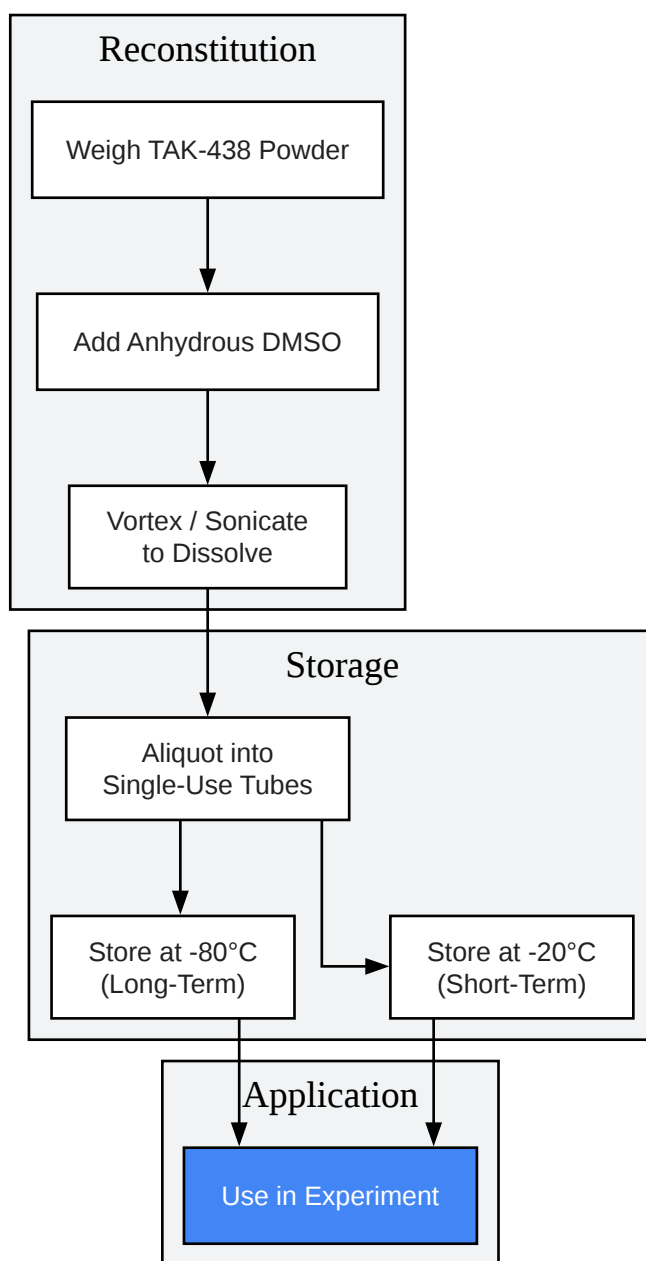 Reconstitution
Weigh TAK-438 Powder
Add Anhydrous DMSO
Vortex / Sonicate
to Dissolve
Storage
Aliquot into
Single-Use Tubes
Store at -80°C
(Long-Term)
Store at -20°C
(Short-Term)
Application
Use in Experiment